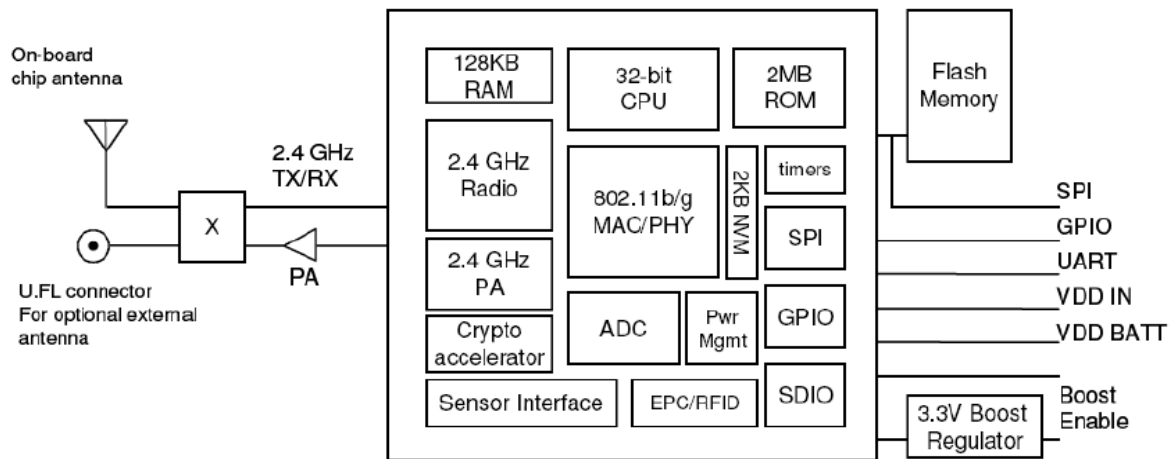 On-board
chip antenna
2.4 GHz
TX/RX
X
PA
U.FL connector
For optional external
antenna
128KB
RAM
32-bit
CPU
2MB
ROM
2.4 GHz
Radio
802.11b/g
MAC/PHY
2KB NVM
timers
SPI
2.4 GHz
PA
Crypto
accelerator
ADC
Pwr
Mgmt
GPIO
Sensor Interface
EPC/RFID
SDIO
Flash
Memory
SPI
GPIO
UART
VDD IN
VDD BATT
Boost
Enable
3.3V Boost
Regulator